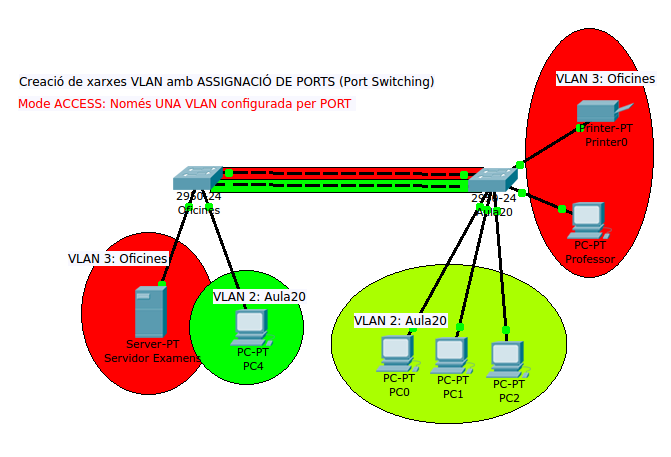 Creació de xarxes VLAN amb ASSIGNACIÓ DE PORTS (Port Switching)
Mode ACCESS: Només UNA VLAN configurada per PORT
VLAN 3: Oficines
Printer-PT
Printer0
2950-24
Oficines
2950-24
Aula20
PC-PT
Professor
VLAN 3: Oficines
Server-PT
Servidor Examens
VLAN 2: Aula20
PC-PT
PC4
VLAN 2: Aula20
PC-PT
PC0
PC-PT
PC1
PC-PT
PC2